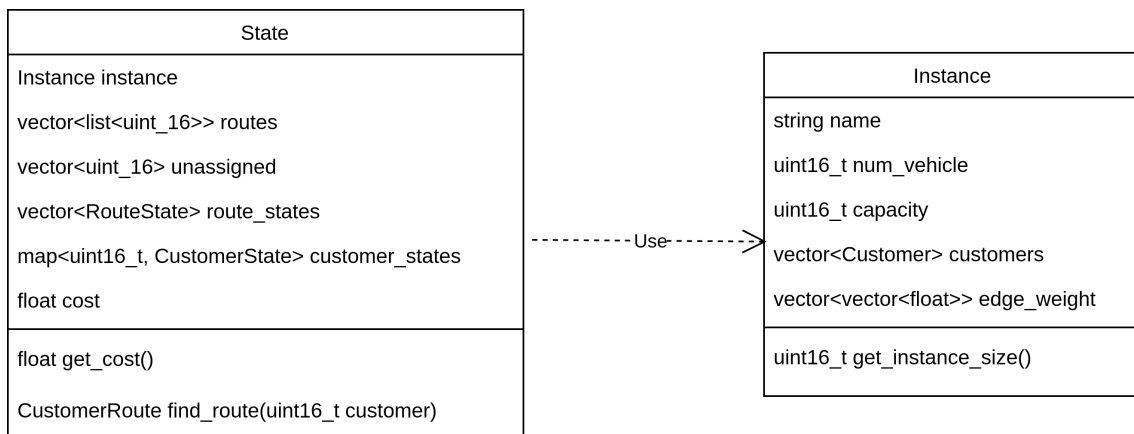 State
Instance instance
vector<list<uint_16>> routes
vector<uint_16> unassigned
vector<RouteState> route_states
map<uint16_t, CustomerState> customer_states
float cost
float get_cost()
CustomerRoute find_route(uint16_t customer)
Use
Instance
string name
uint16_t num_vehicle
uint16_t capacity
vector<Customer> customers
vector<vector<float>> edge_weight
uint16_t get_instance_size()